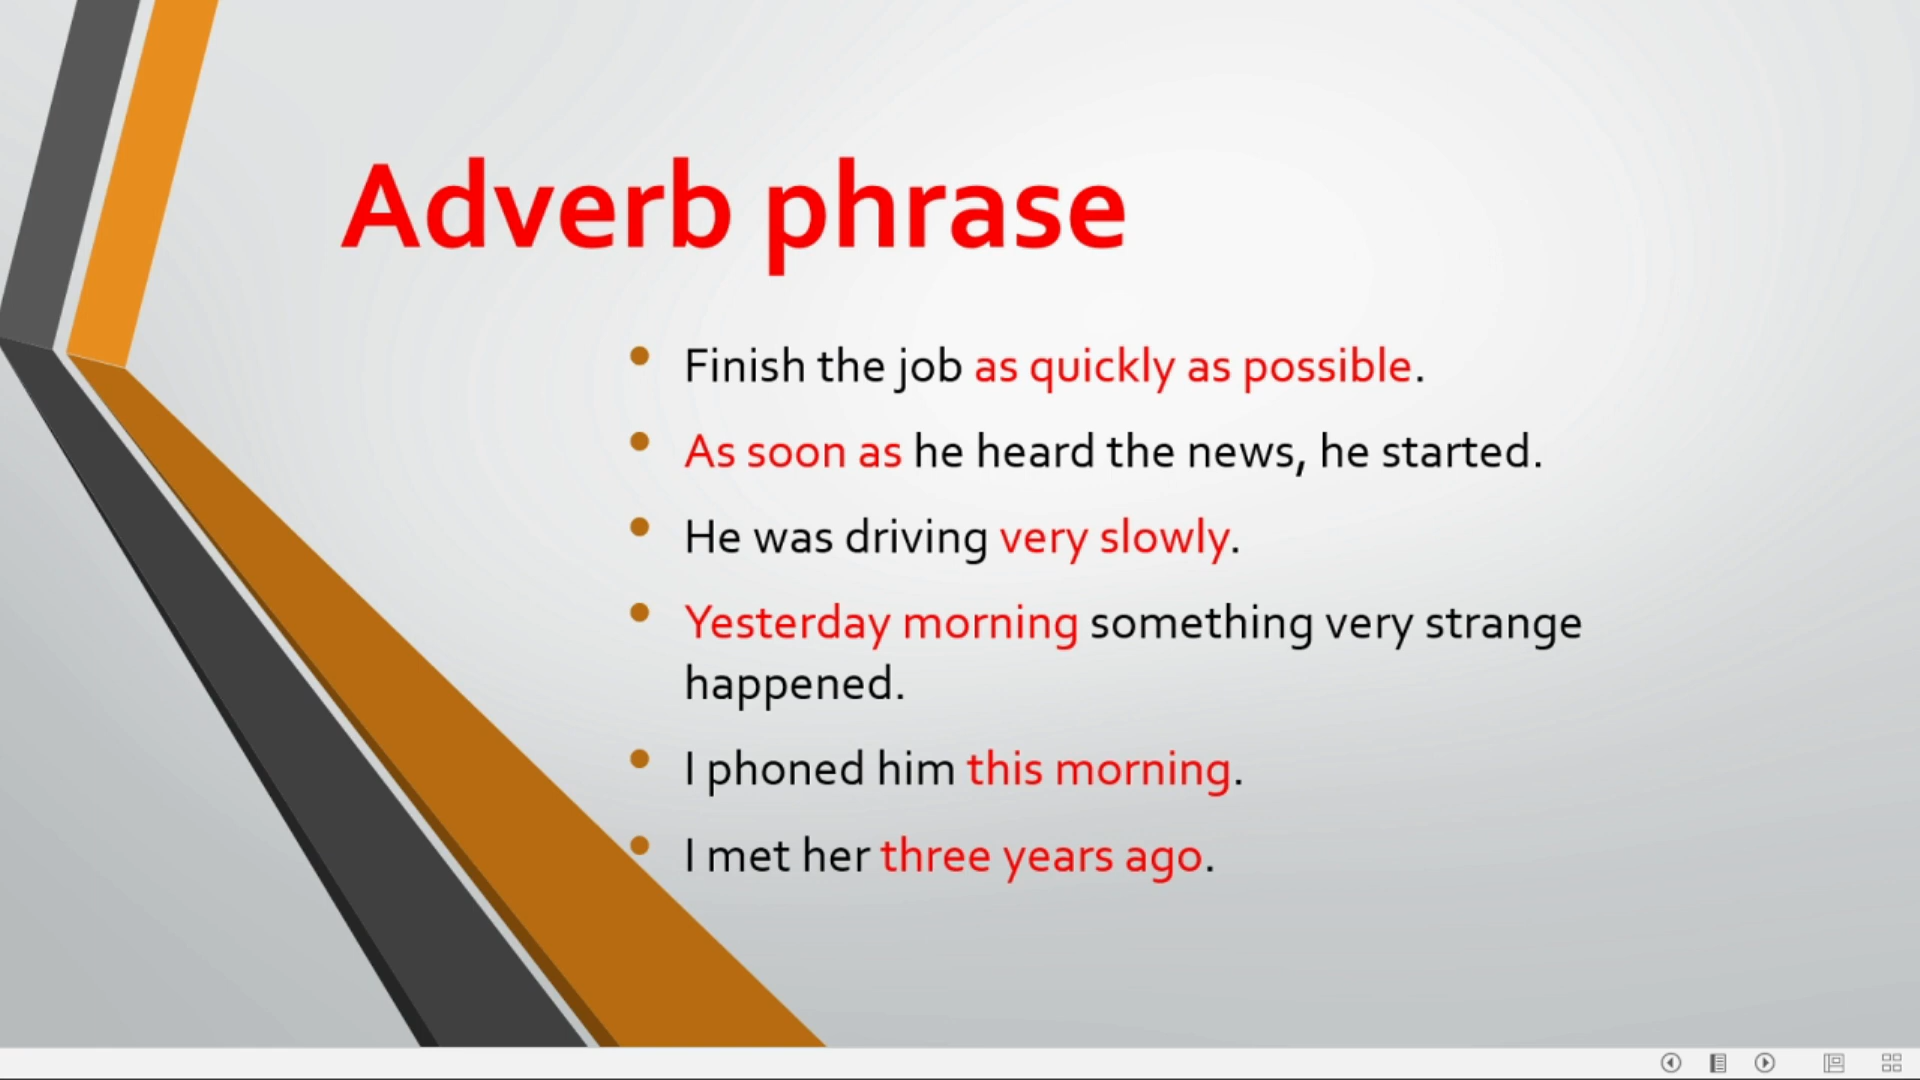 Adverb phrase
• Finish the job as quickly as possible.
• As soon as he heard the news, he started.
• He was driving very slowly.
• Yesterday morning something very strange
happened.
• I phoned him this morning.
• I met her three years ago.